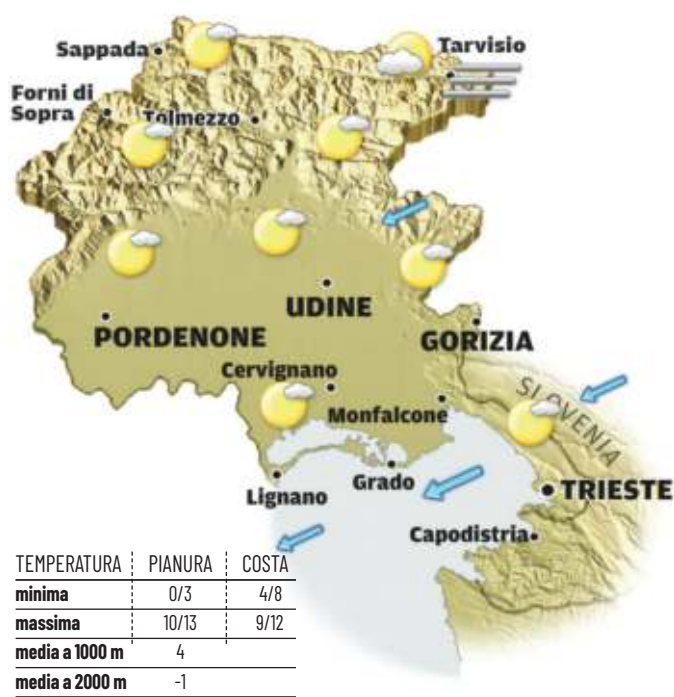 Sappada
Tarvisio
Forni di
Sopra
Tolmezzo
UDINE
PORDENONE
GORIZIA
Cervignano
SLOVENIA
Monfalcone
Lignano
Grado
TRIESTE
Capodistria
TEMPERATURA PIANURA COSTA
minima 0/3 4/8
massima 10/13 9/12
media a 1000 m 4
media a 2000 m -1